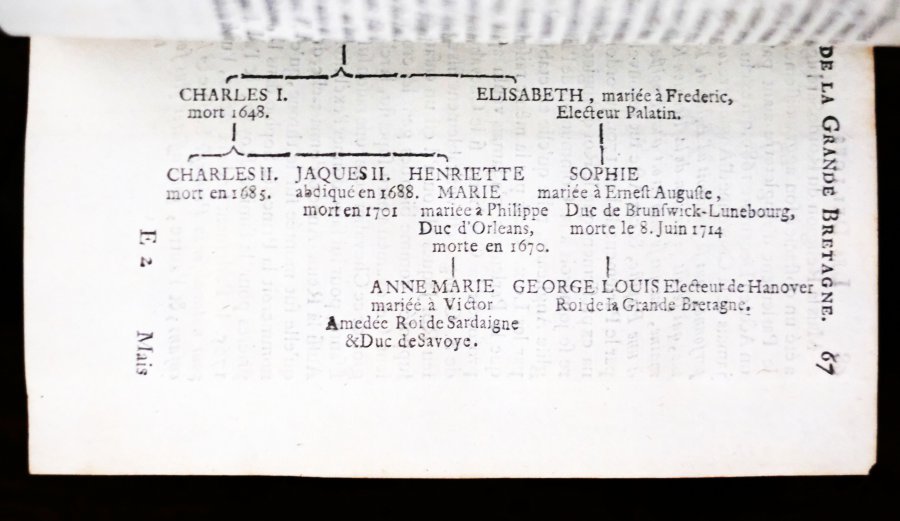 DE LA GRANDE BRETAGNE. 67
CHARLES I.
mort 1648.
ELISABETH, mariée à Frederic,
Electeur Palatin.
CHARLES II.
mort en 1685.
JAQUES II.
abdiqué en 1688.
mort en 1701
HENRIETTE
MARIE
mariée à Philippe
Duc d'Orleans,
morte en 1670.
SOPHIE
mariée à Erneſt Auguſte,
Duc de Brunſwick-Lunebourg,
morte le 8. Juin 1714
ANNE MARIE
mariée à Victor
Amedée Roi de Sardaigne
& Duc de Savoye.
GEORGE LOUIS Electeur de Hanover
Roi de la Grande Bretagne.
E 2 Mais